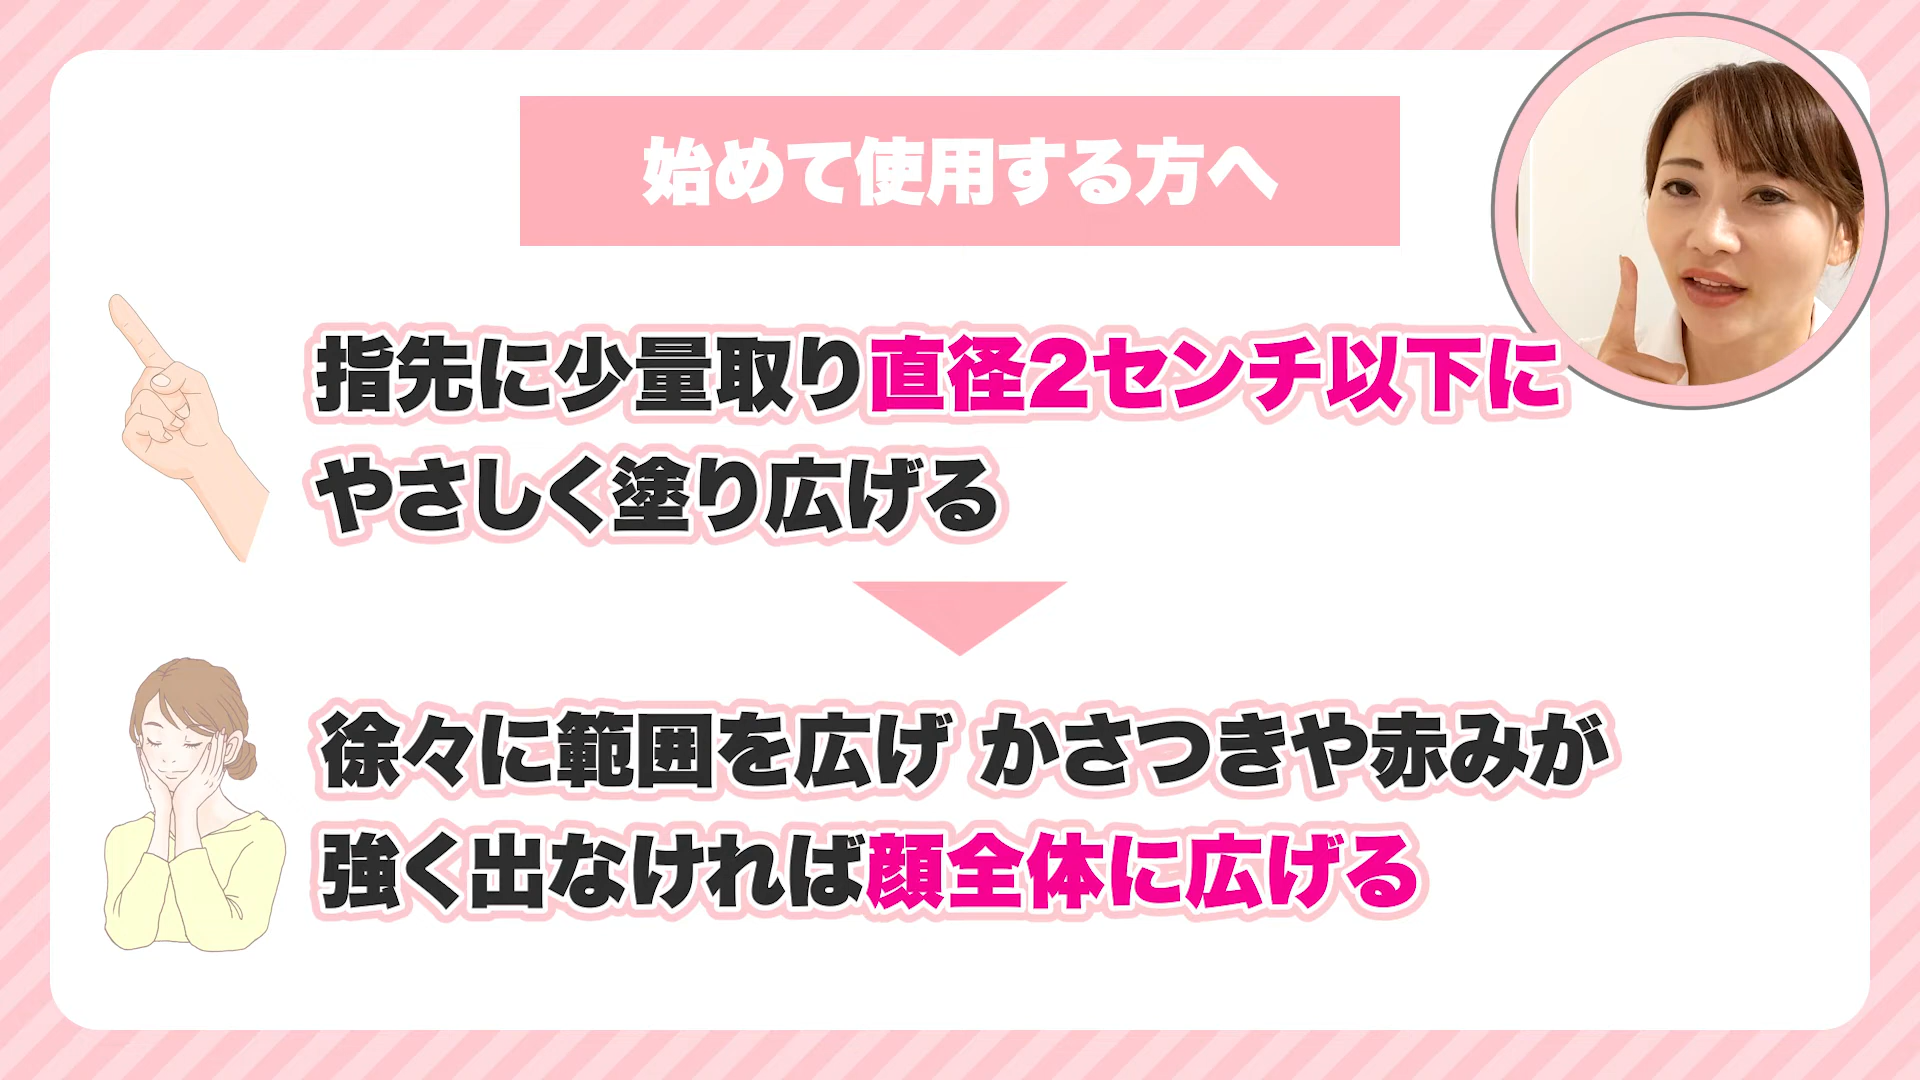 始めて使用する方へ
指先に少量取り直径2センチ以下に
やさしく塗り広げる
徐々に範囲を広げ かさつきや赤みが
強く出なければ顔全体に広げる